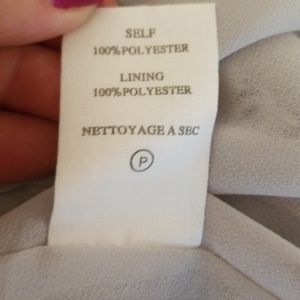 SELF
100%POLYESTER
LINING
100%POLYESTER
NETTOYAGE A SEC
P